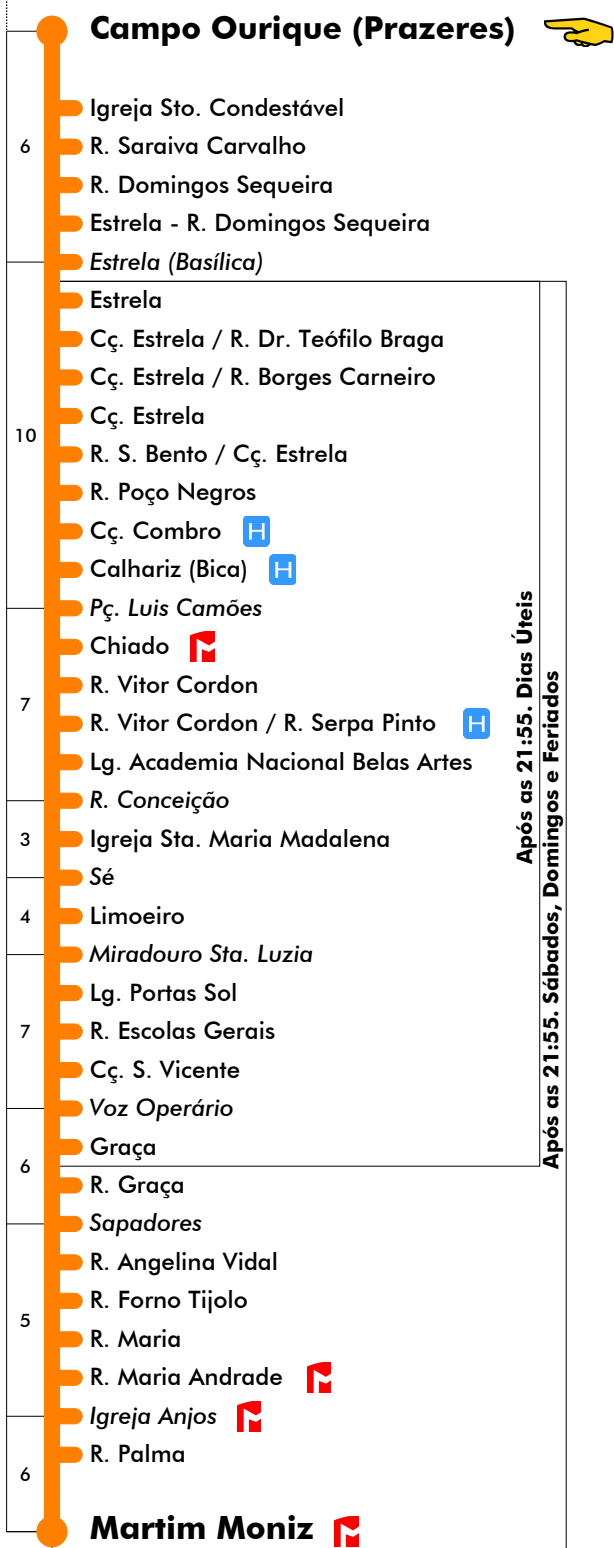 Campo Ourique (Prazeres)
Igreja Sto. Condestável
6
R. Saraiva Carvalho
R. Domingos Sequeira
Estrela - R. Domingos Sequeira
Estrela (Basílica)
Estrela
Cç. Estrela / R. Dr. Teófilo Braga
Cç. Estrela / R. Borges Carneiro
Cç. Estrela
10
R. S. Bento / Cç. Estrela
R. Poço Negros
Cç. Combro H
Calhariz (Bica) H
Pç. Luis Camões
Chiado
R. Vitor Cordon
7
R. Vitor Cordon / R. Serpa Pinto H
Lg. Academia Nacional Belas Artes
R. Conceição
3
Igreja Sta. Maria Madalena
Sé
4
Limoeiro
Miradouro Sta. Luzia
Lg. Portas Sol
7
R. Escolas Gerais
Cç. S. Vicente
Voz Operário
Graça
6
R. Graça
Sapadores
R. Angelina Vidal
R. Forno Tijolo
5
R. Maria
R. Maria Andrade
Igreja Anjos
R. Palma
6
Martim Moniz
Após as 21:55. Dias Úteis
Após as 21:55. Sábados, Domingos e Feriados